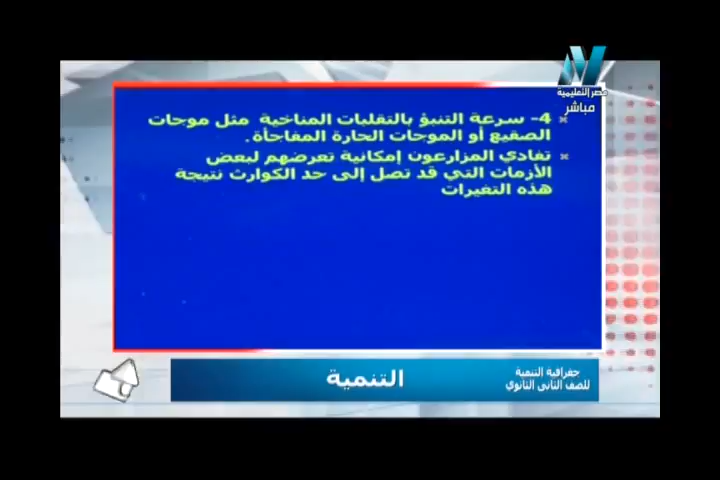 مصر التعليمية
مباشر
4- سرعة التنبؤ بالتقلبات المناخية مثل موجات
الصقيع أو الموجات الحارة المفاجأة.
تفادي المزارعون إمكانية تعرضهم لبعض
الأزمات التي قد تصل إلى حد الكوارث نتيجة
هذه التغيرات
جغرافية التنمية
للصف الثانى الثانوي
التنمية